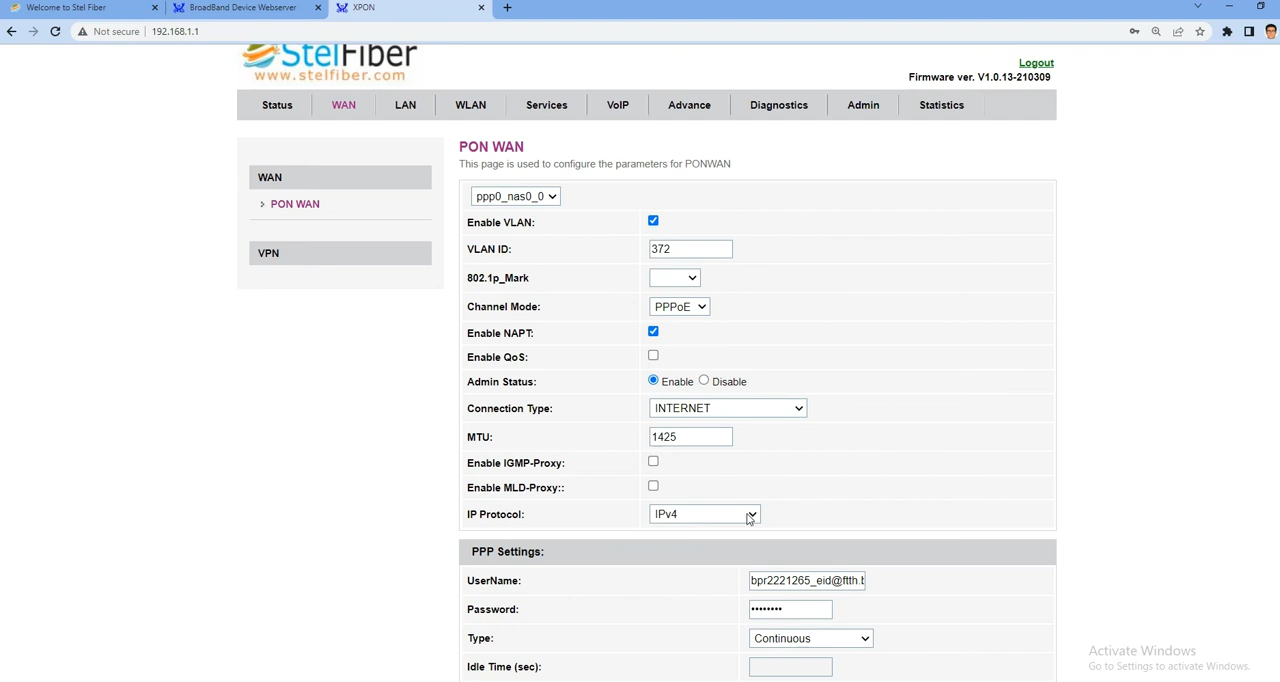 Welcome to Stel Fiber
BroadBand Device Webserver
XPON
Not secure
192.168.1.1
StelFiber
www.stelfiber.com
Logout
Firmware ver. V1.0.13-210309
Status WAN LAN WLAN Services VoIP Advance Diagnostics Admin Statistics
WAN
> PON WAN
VPN
PON WAN
This page is used to configure the parameters for PONWAN
ppp0_nas0_0
Enable VLAN:
VLAN ID: 372
802.1p_Mark
Channel Mode: PPPoE
Enable NAPT:
Enable QoS:
Admin Status: Enable Disable
Connection Type: INTERNET
MTU: 1425
Enable IGMP-Proxy:
Enable MLD-Proxy::
IP Protocol: IPv4
PPP Settings:
UserName: bpr2221265_eid@ftth.b
Password: ••••••••
Type: Continuous
Idle Time (sec):
Activate Windows
Go to Settings to activate Windows.